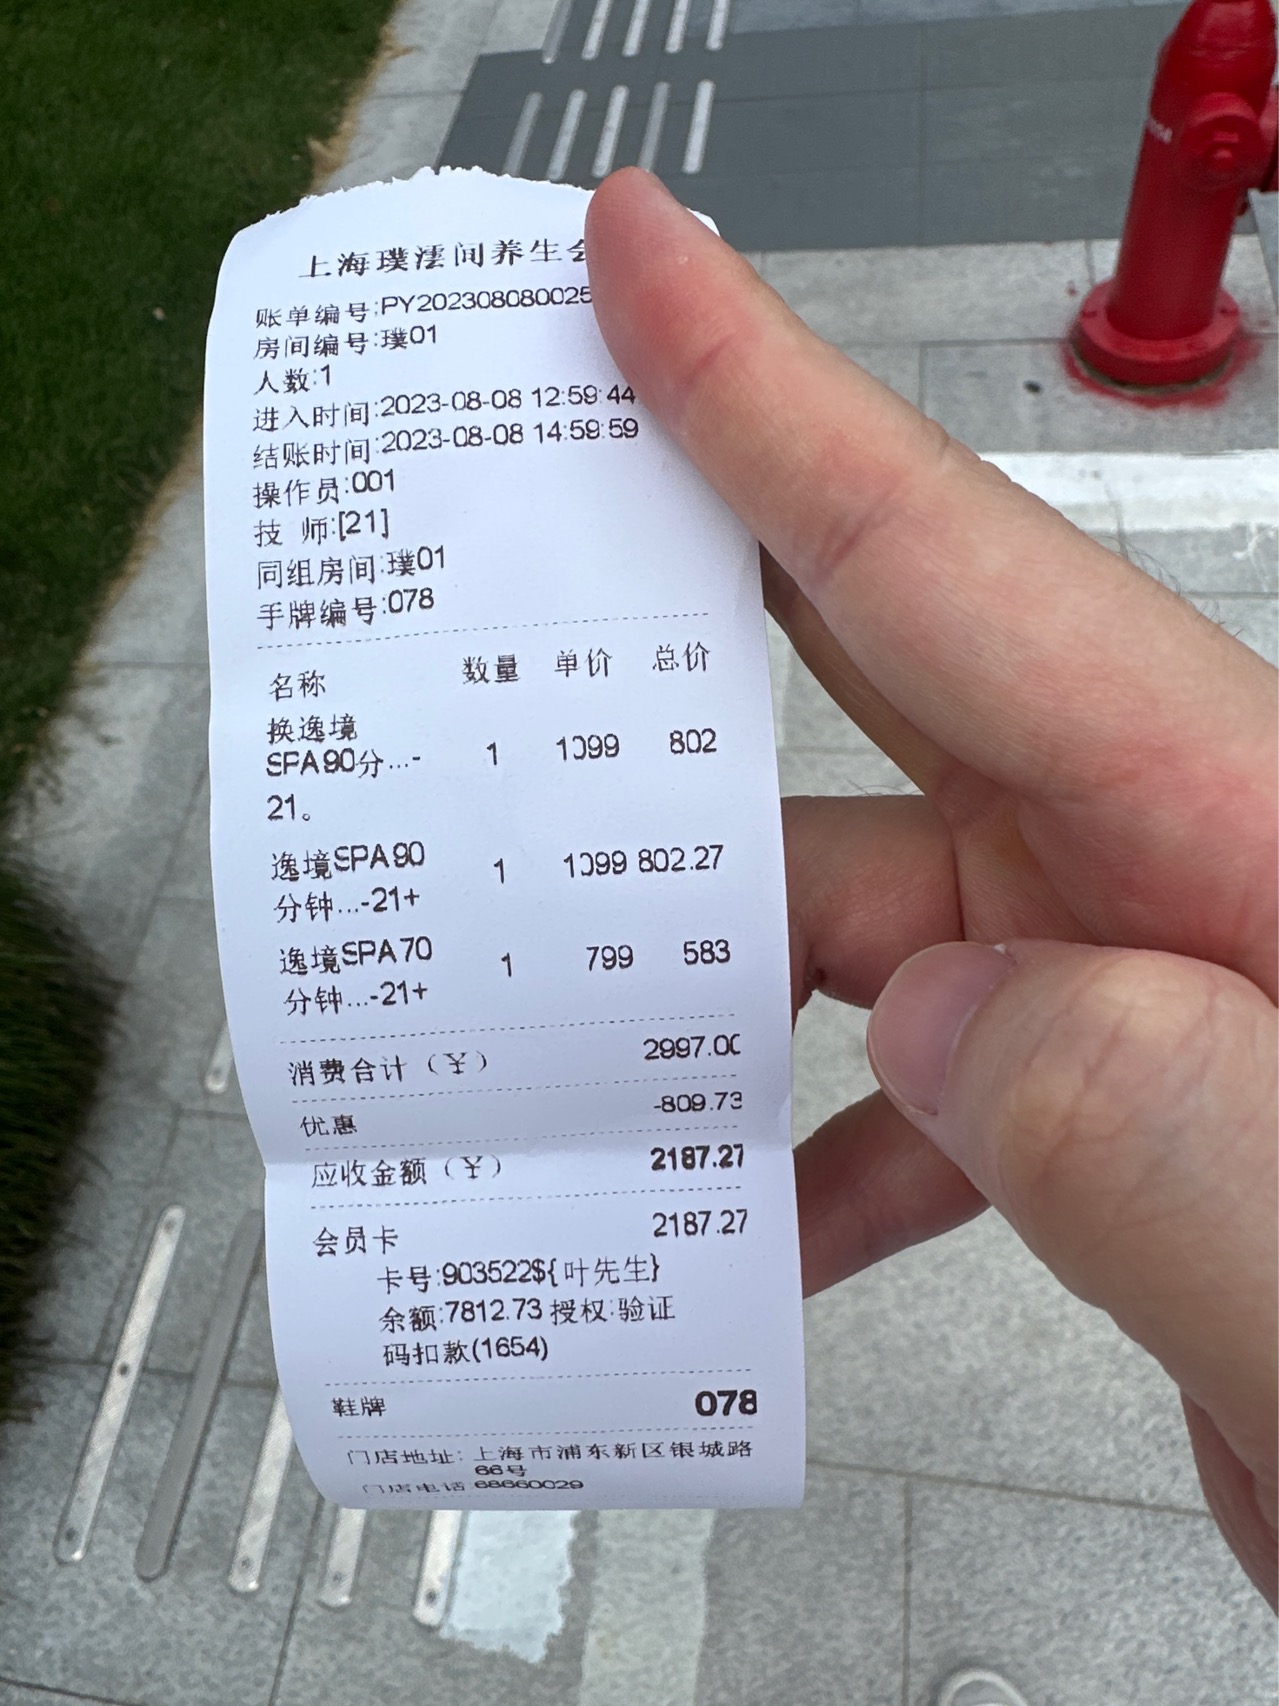 上海璞澐间养生会
账单编号:PY202308080025
房间编号:璞01
人数:1
进入时间:2023-08-08 12:59:44
结账时间:2023-08-08 14:59:59
操作员:001
技 师:[21]
同组房间:璞01
手牌编号:078
名称 数量 单价 总价
换逸境
SPA90分...- 1 1099 802
21。
逸境SPA90 1 1099 802.27
分钟...-21+
逸境SPA70 1 799 583
分钟...-21+
消费合计（¥） 2997.00
优惠 -809.73
应收金额（¥） 2187.27
会员卡 2187.27
卡号:903522${叶先生}
余额:7812.73 授权:验证
码扣款(1654)
鞋牌 078
门店地址: 上海市浦东新区银城路
66号
门店电话:68660029